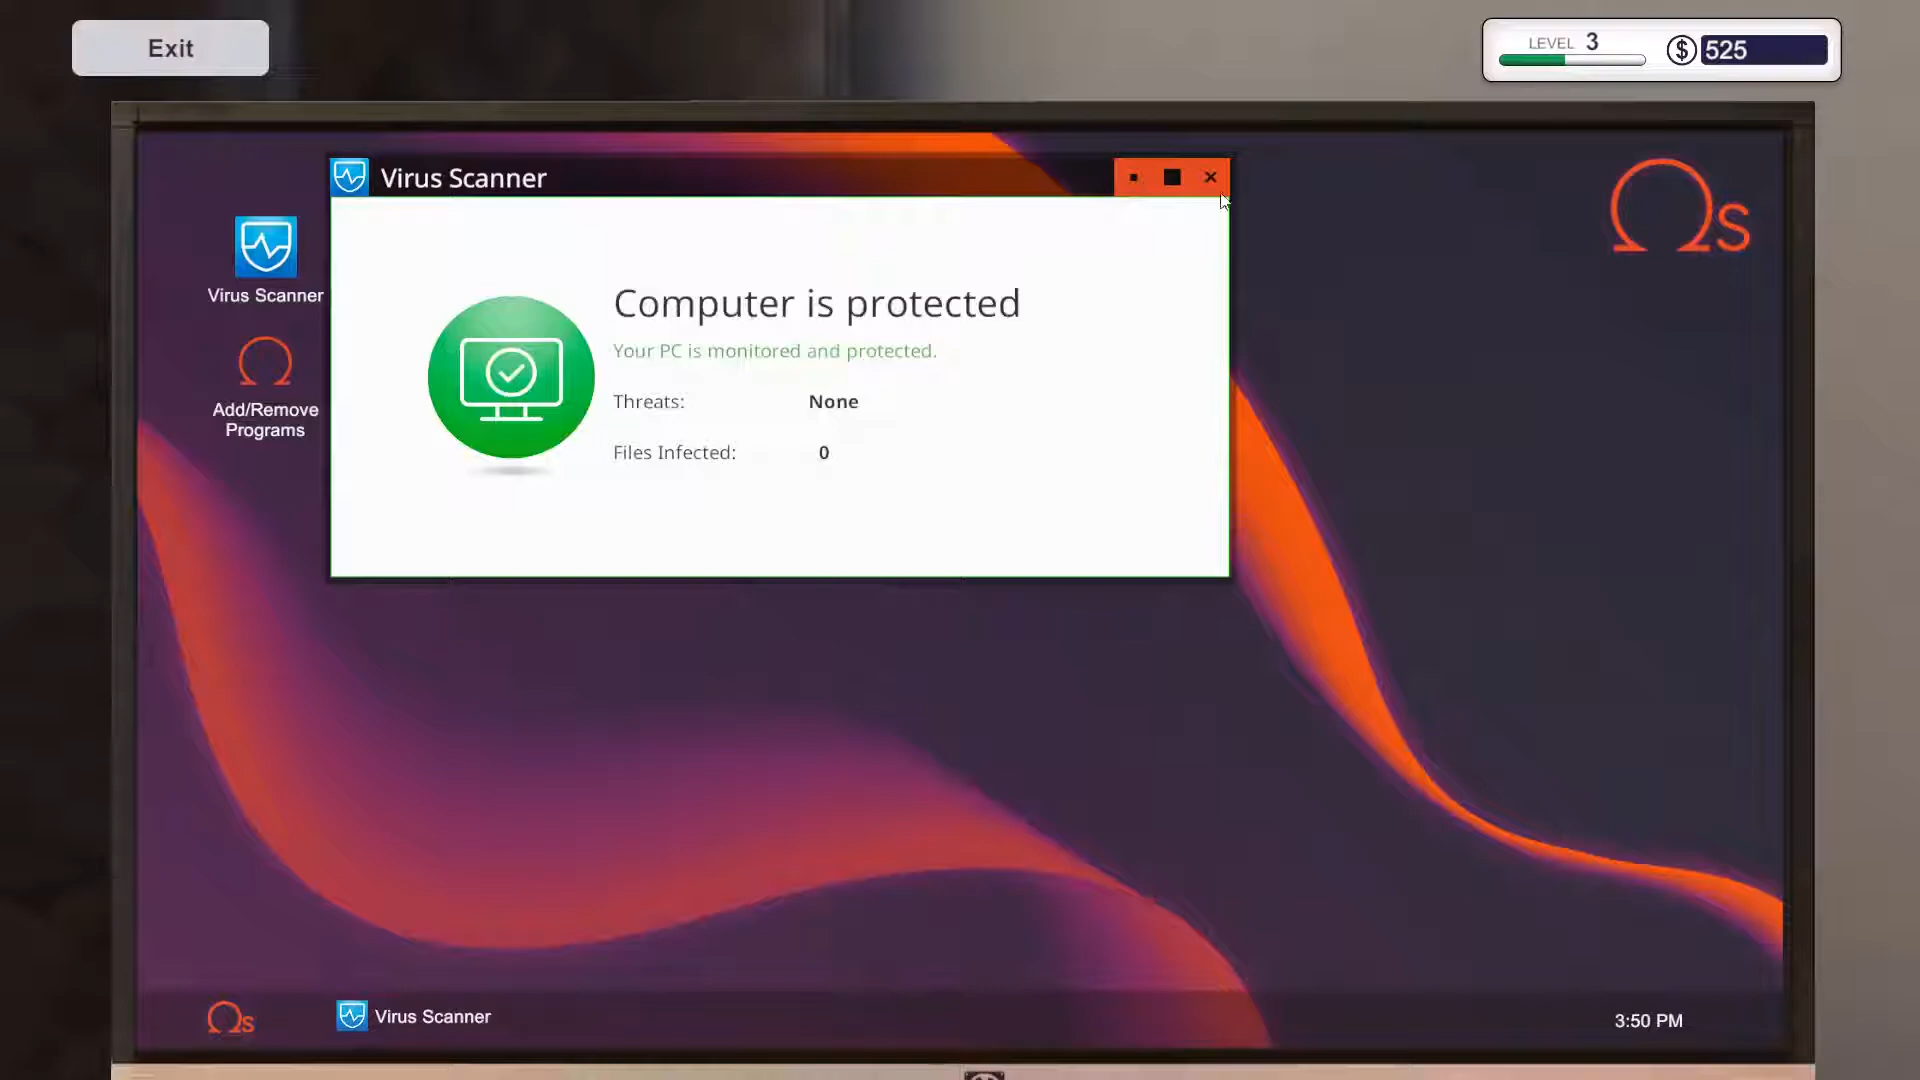 Exit
LEVEL 3
$ 525
Virus Scanner
Ωs
Virus Scanner
Computer is protected
Your PC is monitored and protected.
Threats: None
Files Infected: 0
Add/Remove
Programs
Ωs
Virus Scanner
3:50 PM